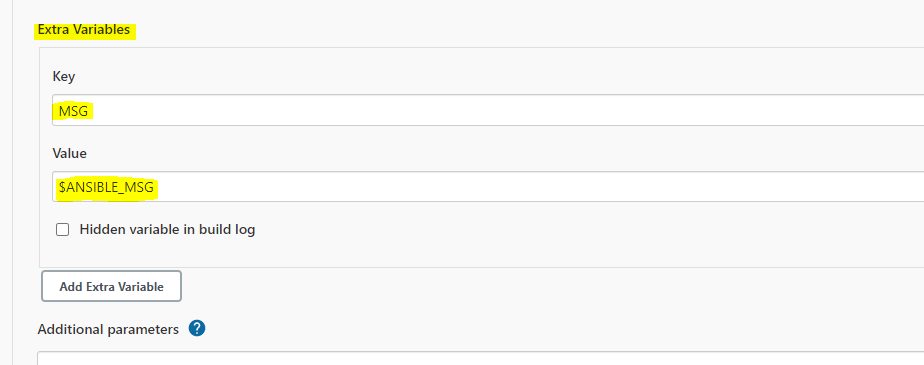 Extra Variables
Key
MSG
Value
$ANSIBLE_MSG
Hidden variable in build log
Add Extra Variable
Additional parameters ?